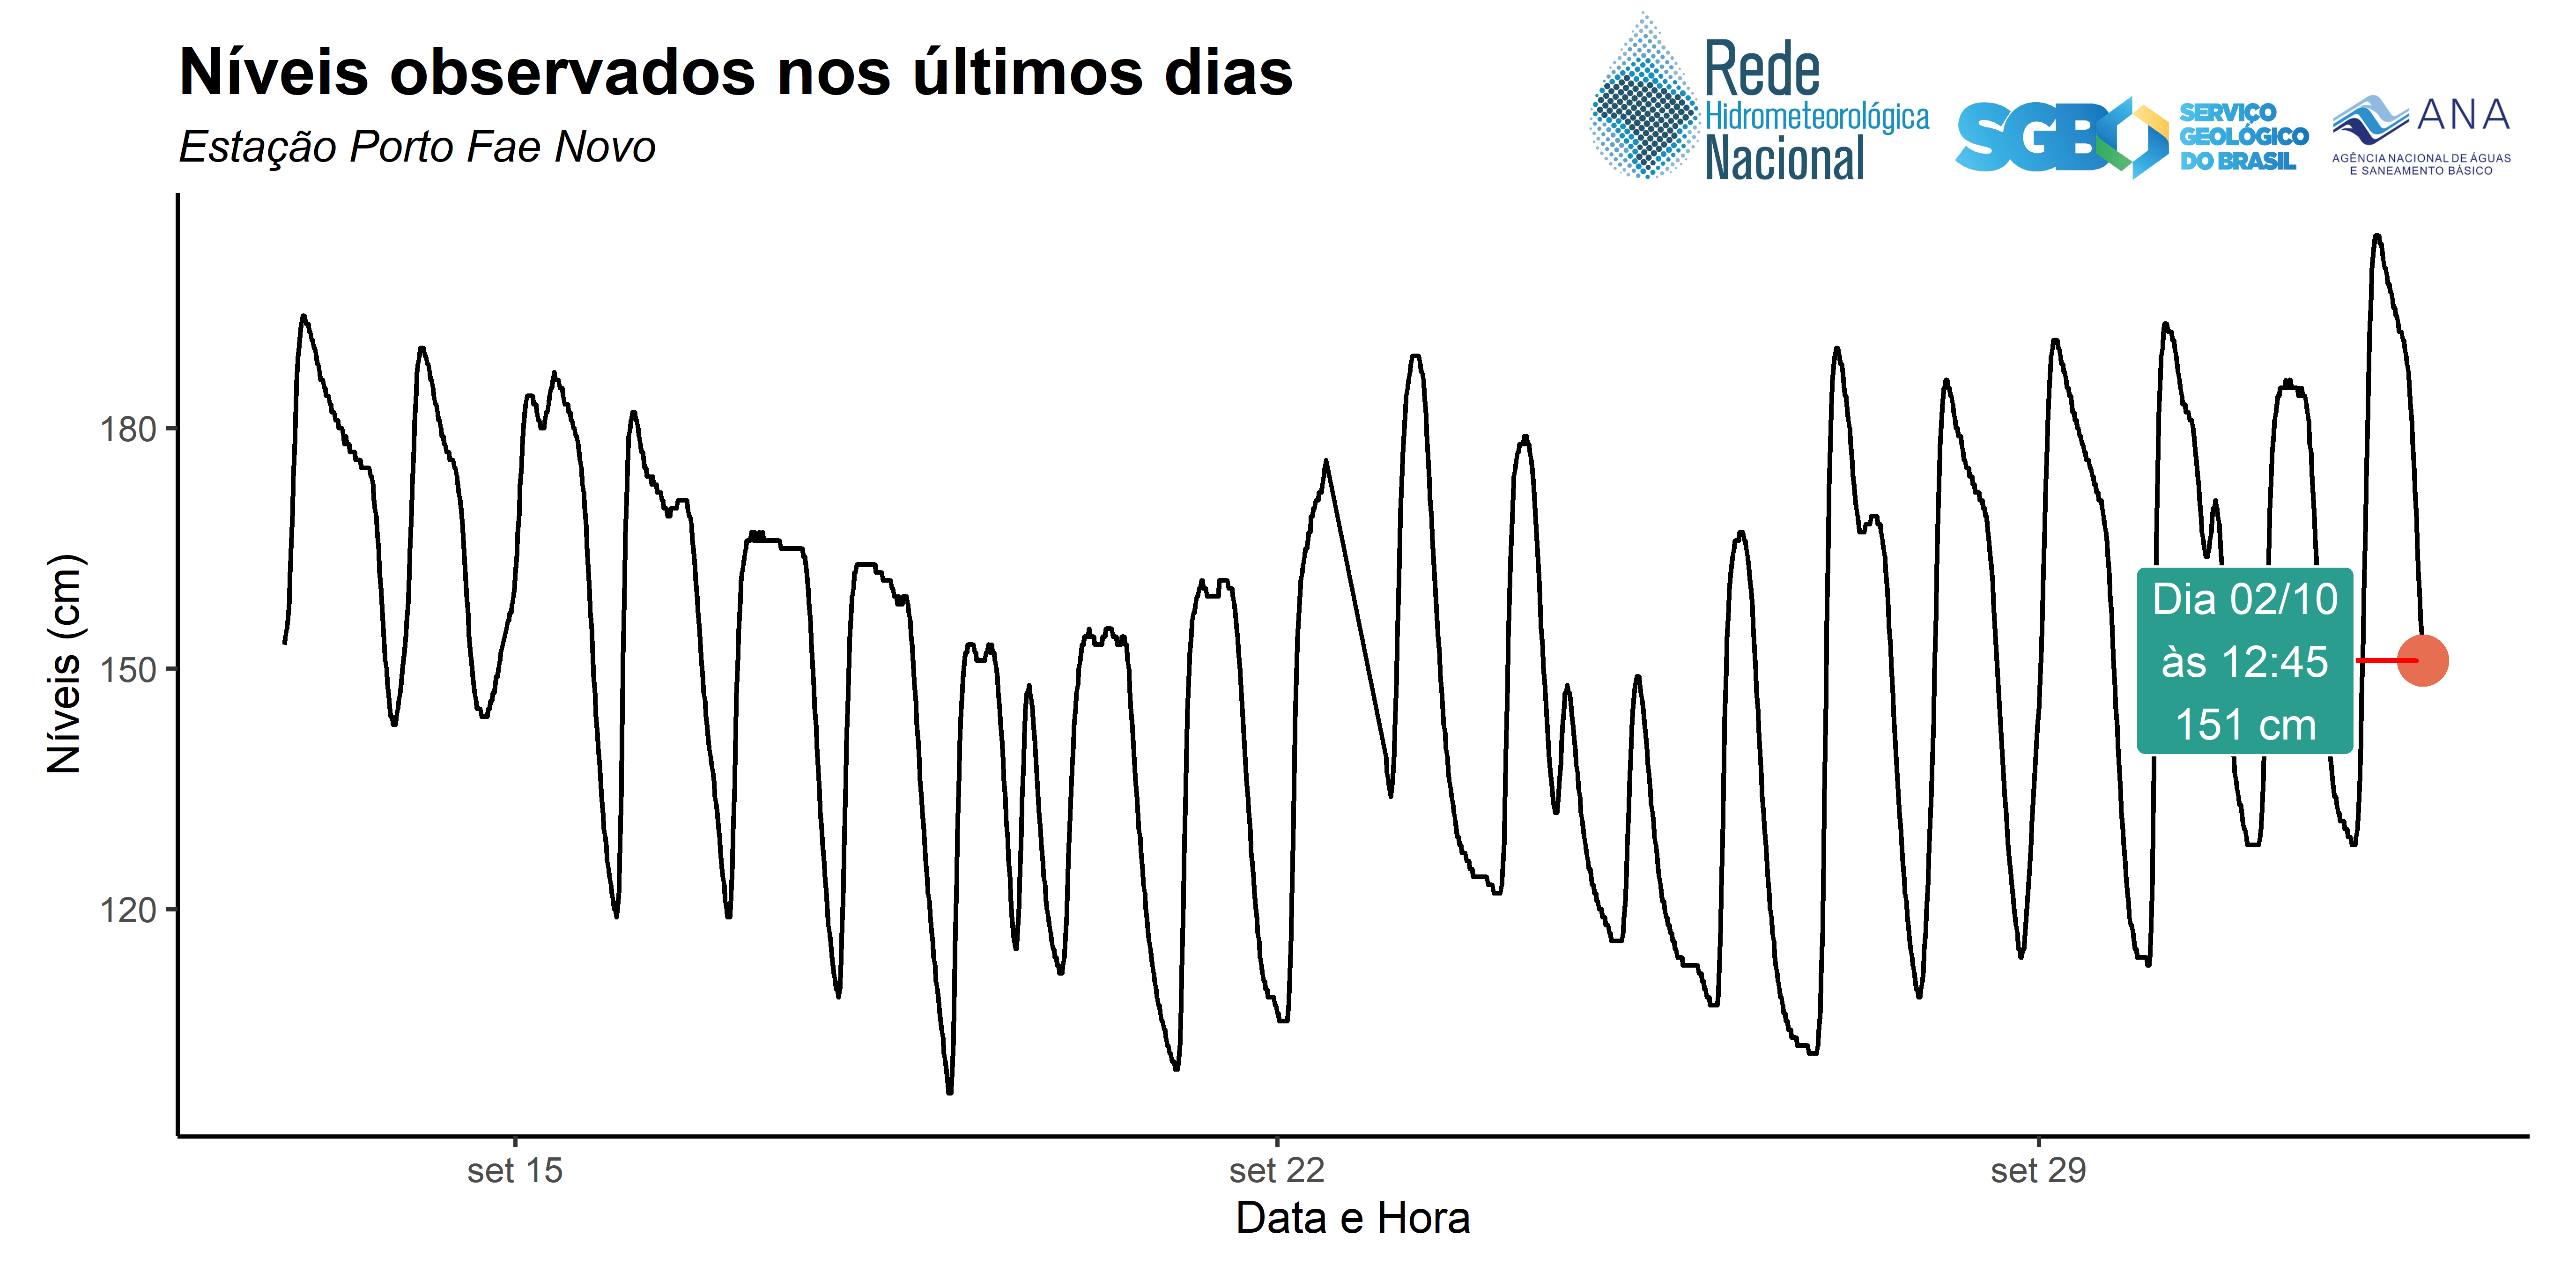 Níveis observados nos últimos dias
Estação Porto Fae Novo
Rede
Hidrometeorológica
Nacional
SGB
SERVIÇO
GEOLÓGICO
DO BRASIL
ANA
AGÊNCIA NACIONAL DE ÁGUAS
E SANEAMENTO BÁSICO
Níveis (cm)
180
150
120
Dia 02/10
às 12:45
151 cm
set 15
set 22
set 29
Data e Hora